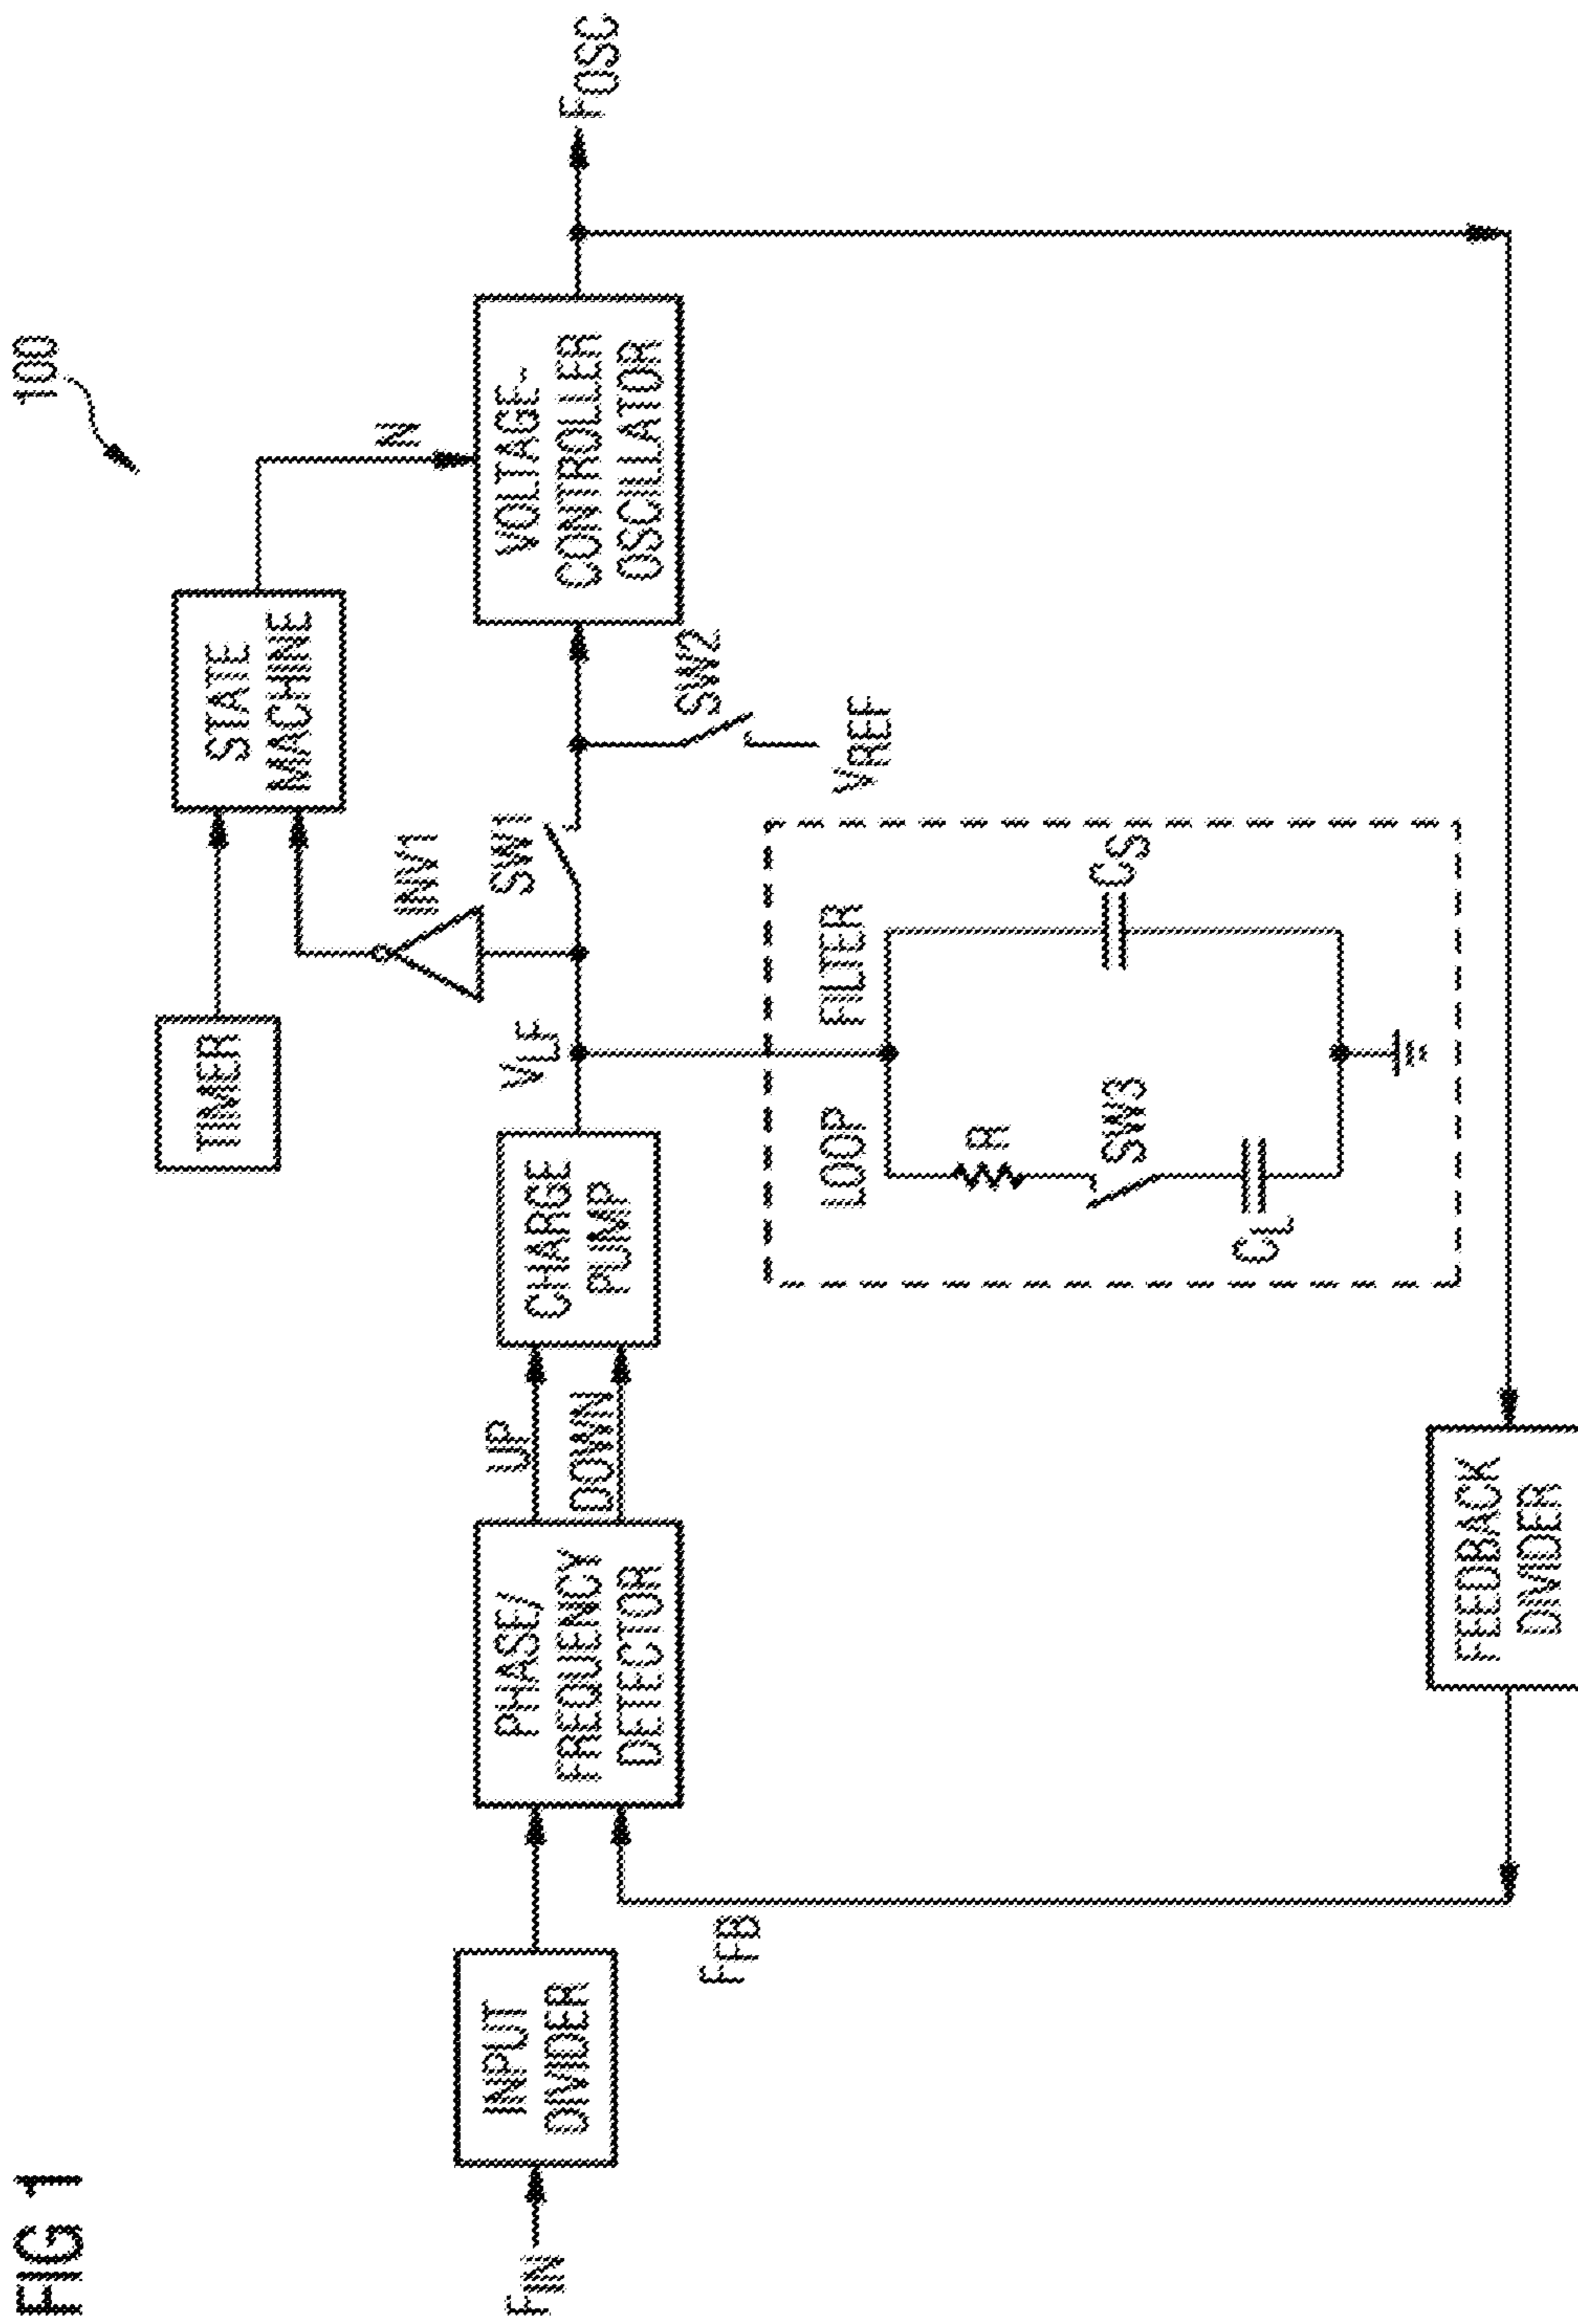 FIG 1
100
TIMER
STATE
MACHINE
N
INV1
FIN
INPUT
DIVIDER
PHASE/
FREQUENCY
DETECTOR
UP
DOWN
CHARGE
PUMP
VLF
SW1
VOLTAGE-
CONTROLLER
OSCILLATOR
FOSC
SW2
VREF
FFB
LOOP FILTER
R
SW3
CL
CS
FEEDBACK
DIVIDER